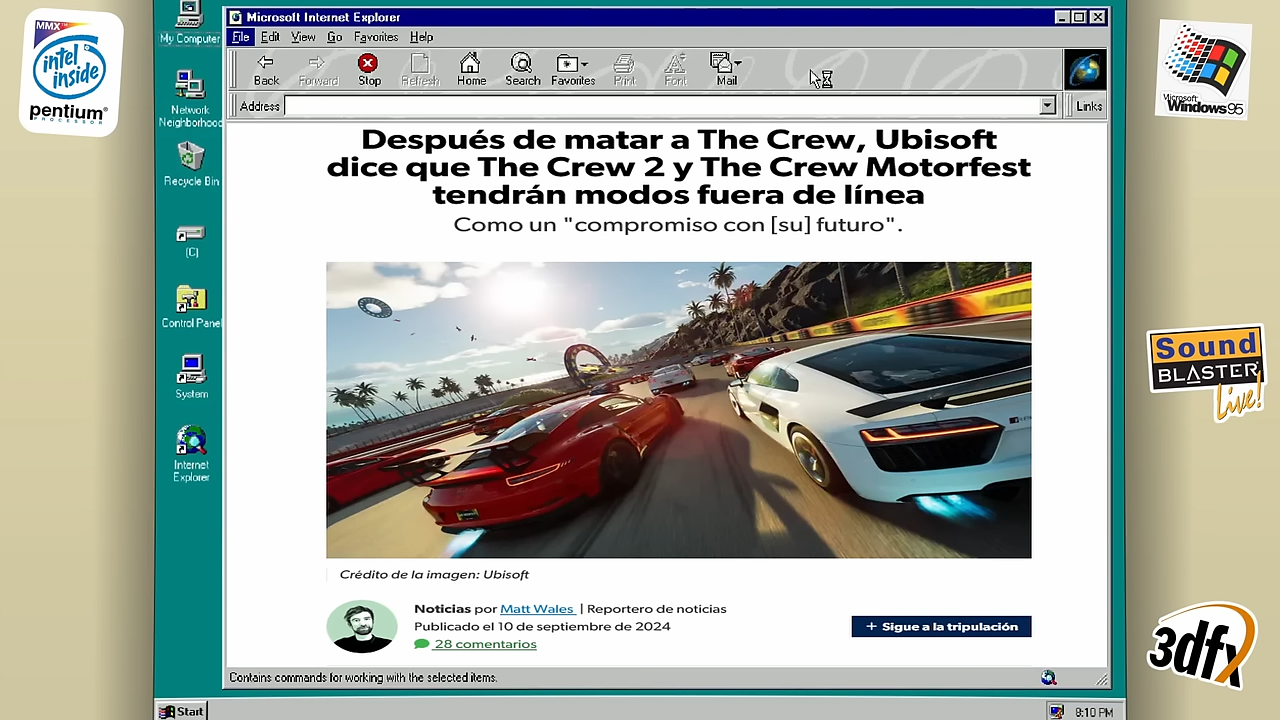 My Computer
Network
Neighborhood
Recycle Bin
(C)
Control Panel
System
Internet
Explorer
Start
Microsoft Internet Explorer
File Edit View Go Favorites Help
Back Forward Stop Refresh Home Search Favorites Print Font Mail
Address
Links
Después de matar a The Crew, Ubisoft
dice que The Crew 2 y The Crew Motorfest
tendrán modos fuera de línea
Como un "compromiso con [su] futuro".
Crédito de la imagen: Ubisoft
Noticias por Matt Wales | Reportero de noticias
Publicado el 10 de septiembre de 2024
28 comentarios
+ Sigue a la tripulación
Contains commands for working with the selected items.
8:10 PM
MMX™
intel
inside
pentium®
PROCESSOR
Microsoft
Windows 95
Sound
BLASTER
Live!
3dfx